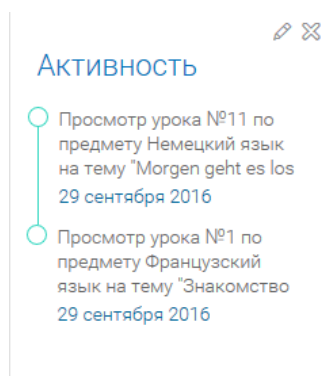 Активность
Просмотр урока №11 по
предмету Немецкий язык
на тему "Morgen geht es los
29 сентября 2016
Просмотр урока №1 по
предмету Французский
язык на тему "Знакомство
29 сентября 2016